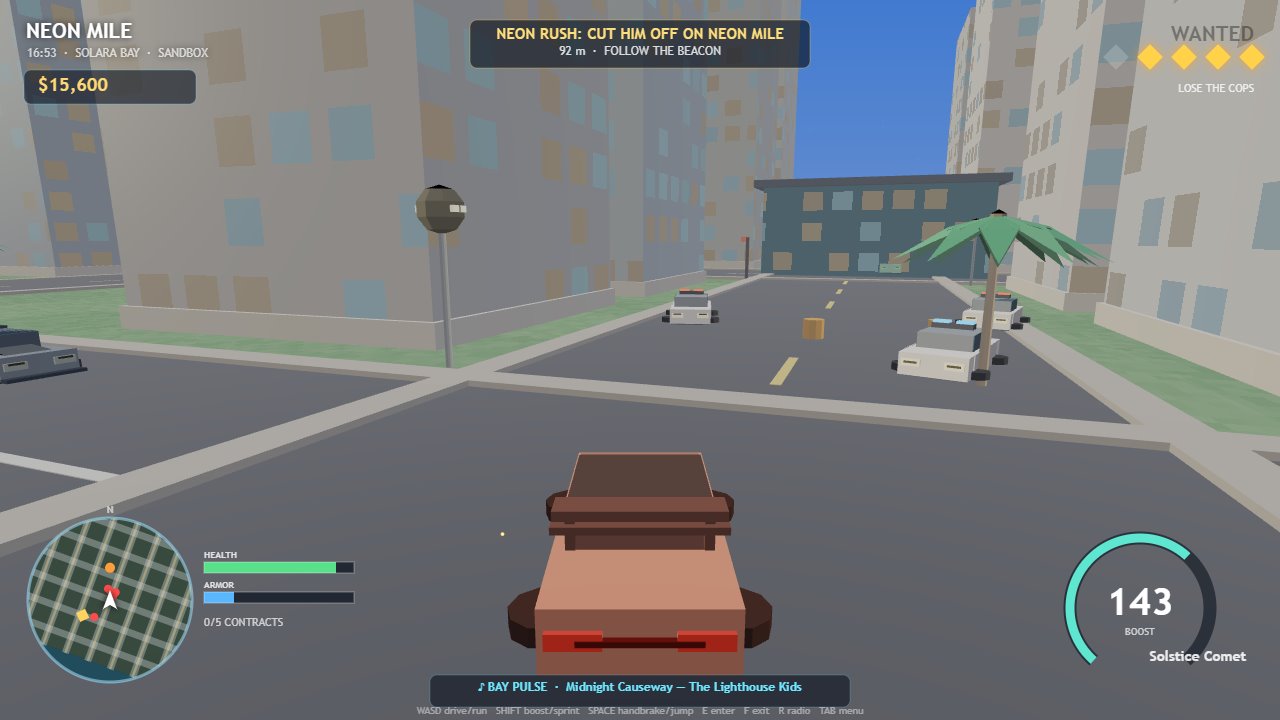 NEON MILE
16:53 · SOLARA BAY · SANDBOX
$15,600
NEON RUSH: CUT HIM OFF ON NEON MILE
92 m · FOLLOW THE BEACON
WANTED
LOSE THE COPS
N
HEALTH
ARMOR
0/5 CONTRACTS
143
BOOST
Solstice Comet
♪ BAY PULSE · Midnight Causeway — The Lighthouse Kids
WASD drive/run SHIFT boost/sprint SPACE handbrake/jump E enter F exit R radio TAB menu